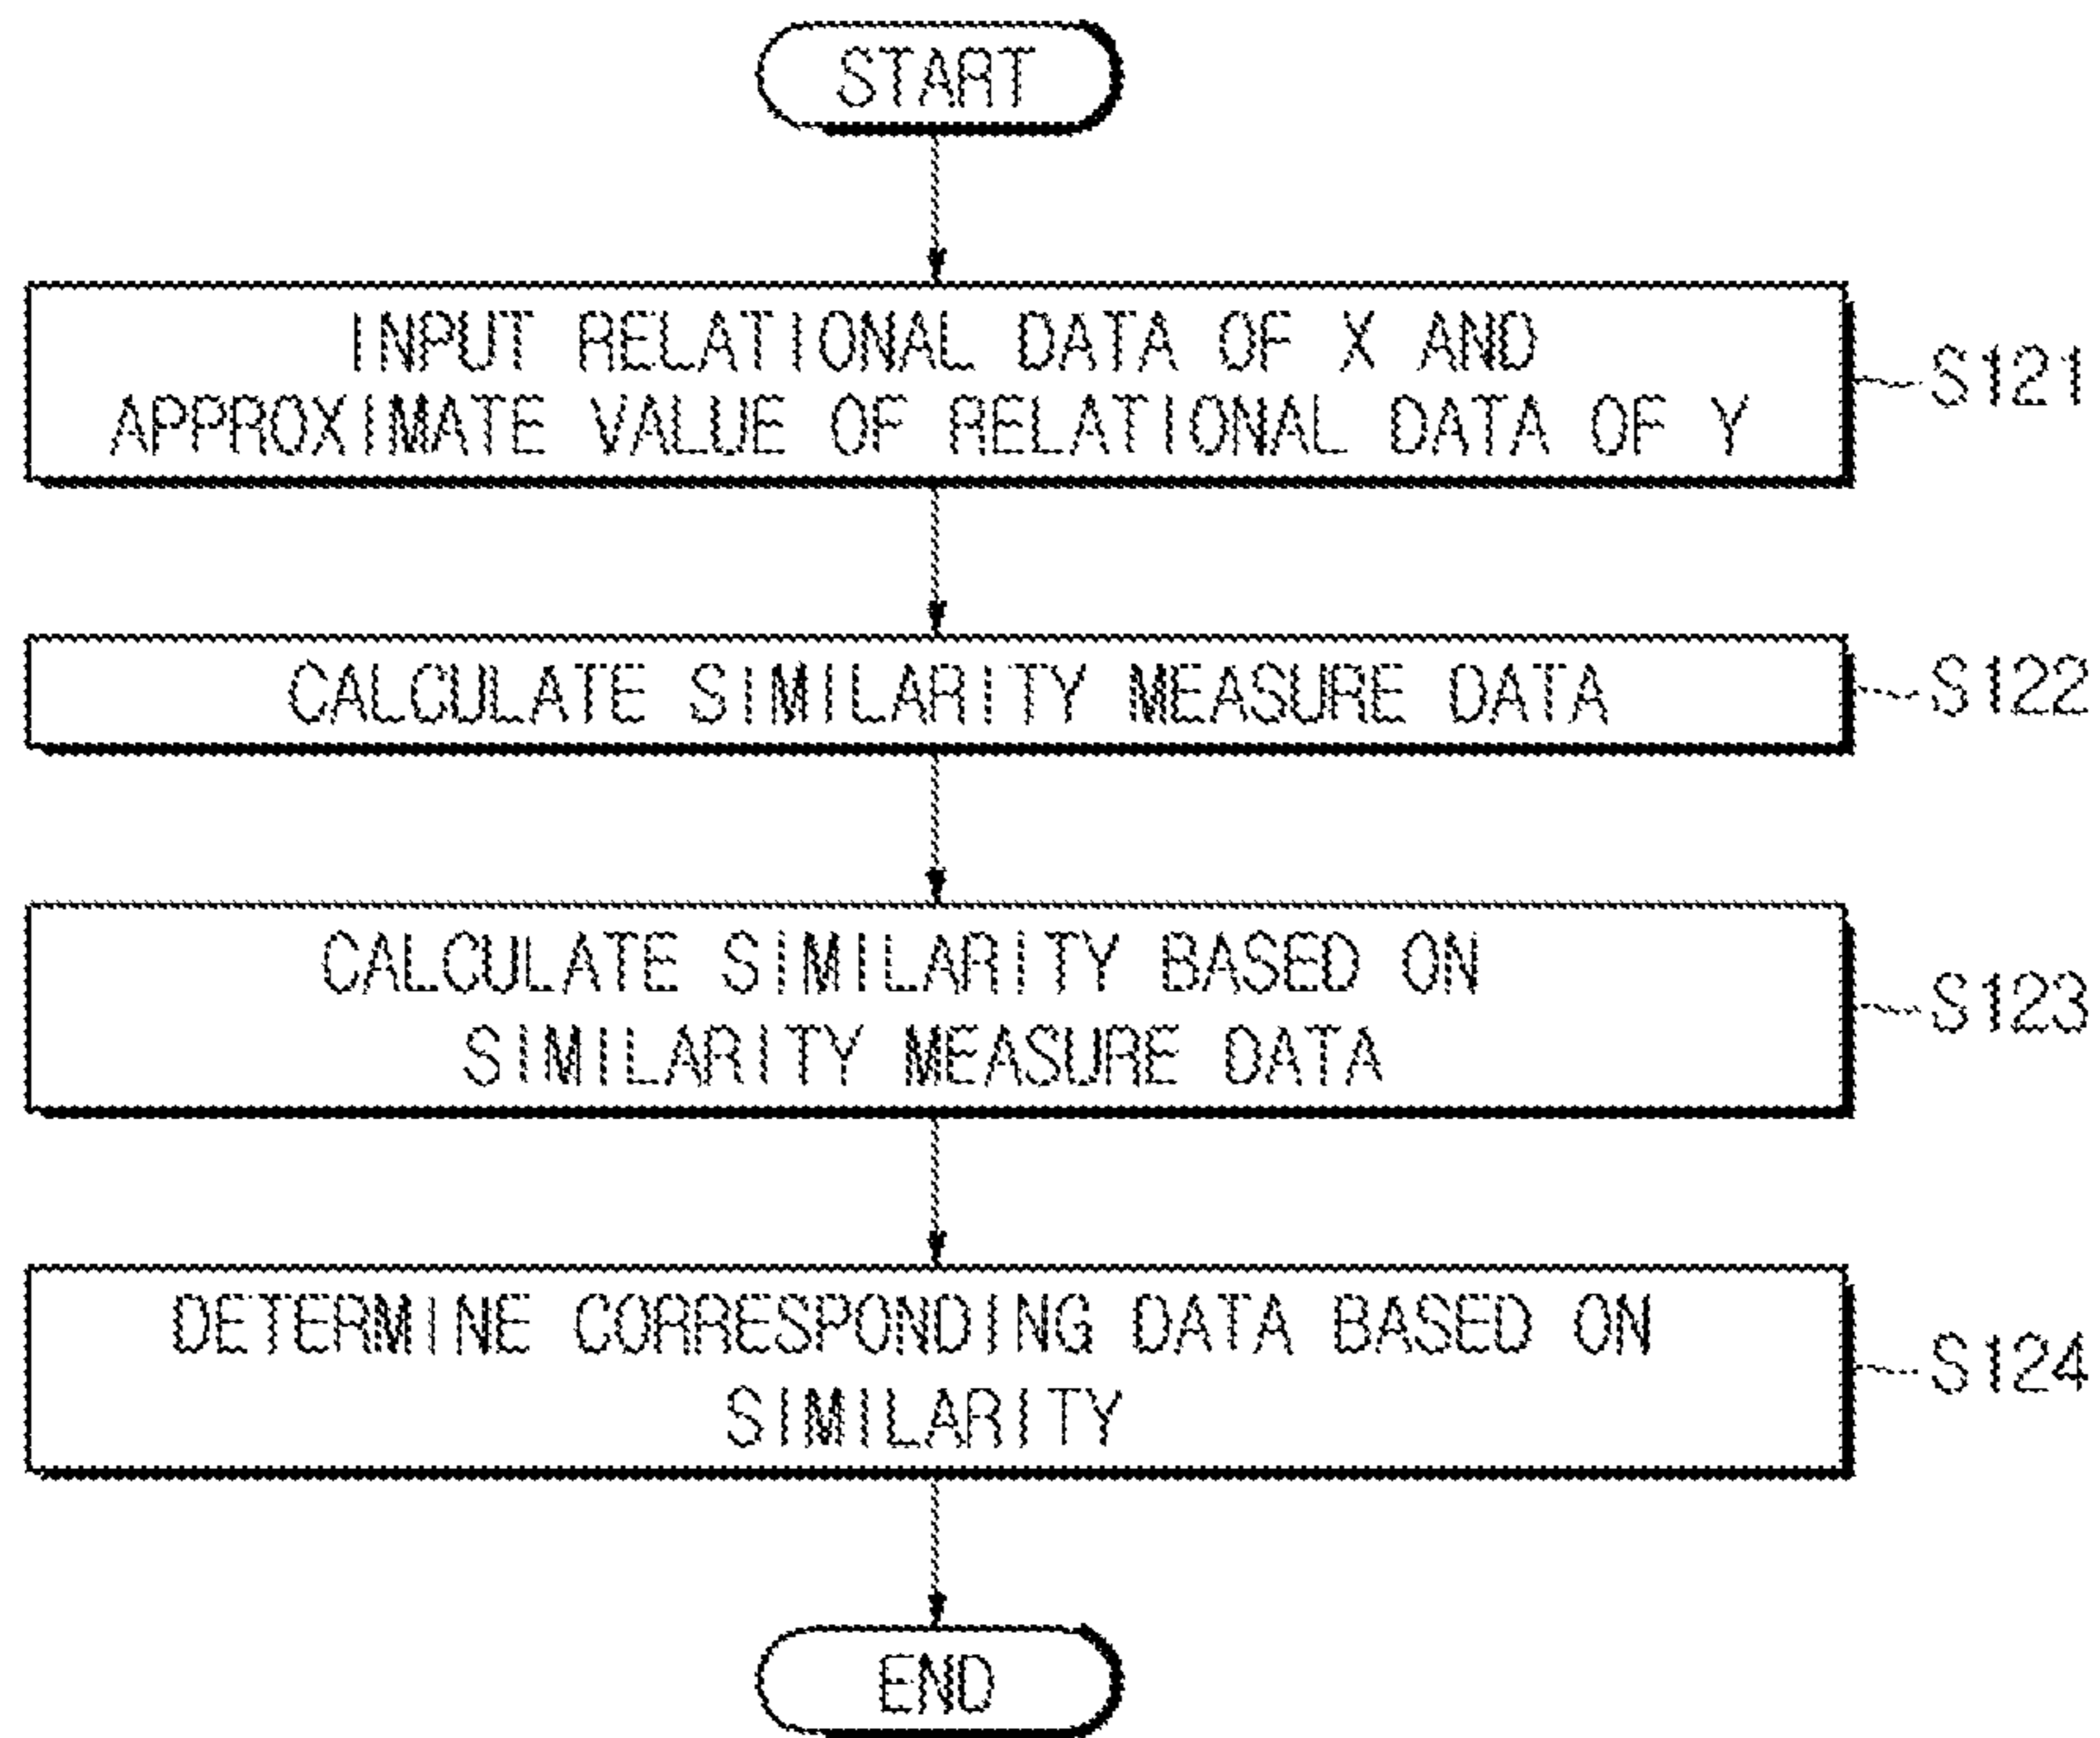 START
INPUT RELATIONAL DATA OF X AND
APPROXIMATE VALUE OF RELATIONAL DATA OF Y
S121
CALCULATE SIMILARITY MEASURE DATA
S122
CALCULATE SIMILARITY BASED ON
SIMILARITY MEASURE DATA
S123
DETERMINE CORRESPONDING DATA BASED ON
SIMILARITY
S124
END